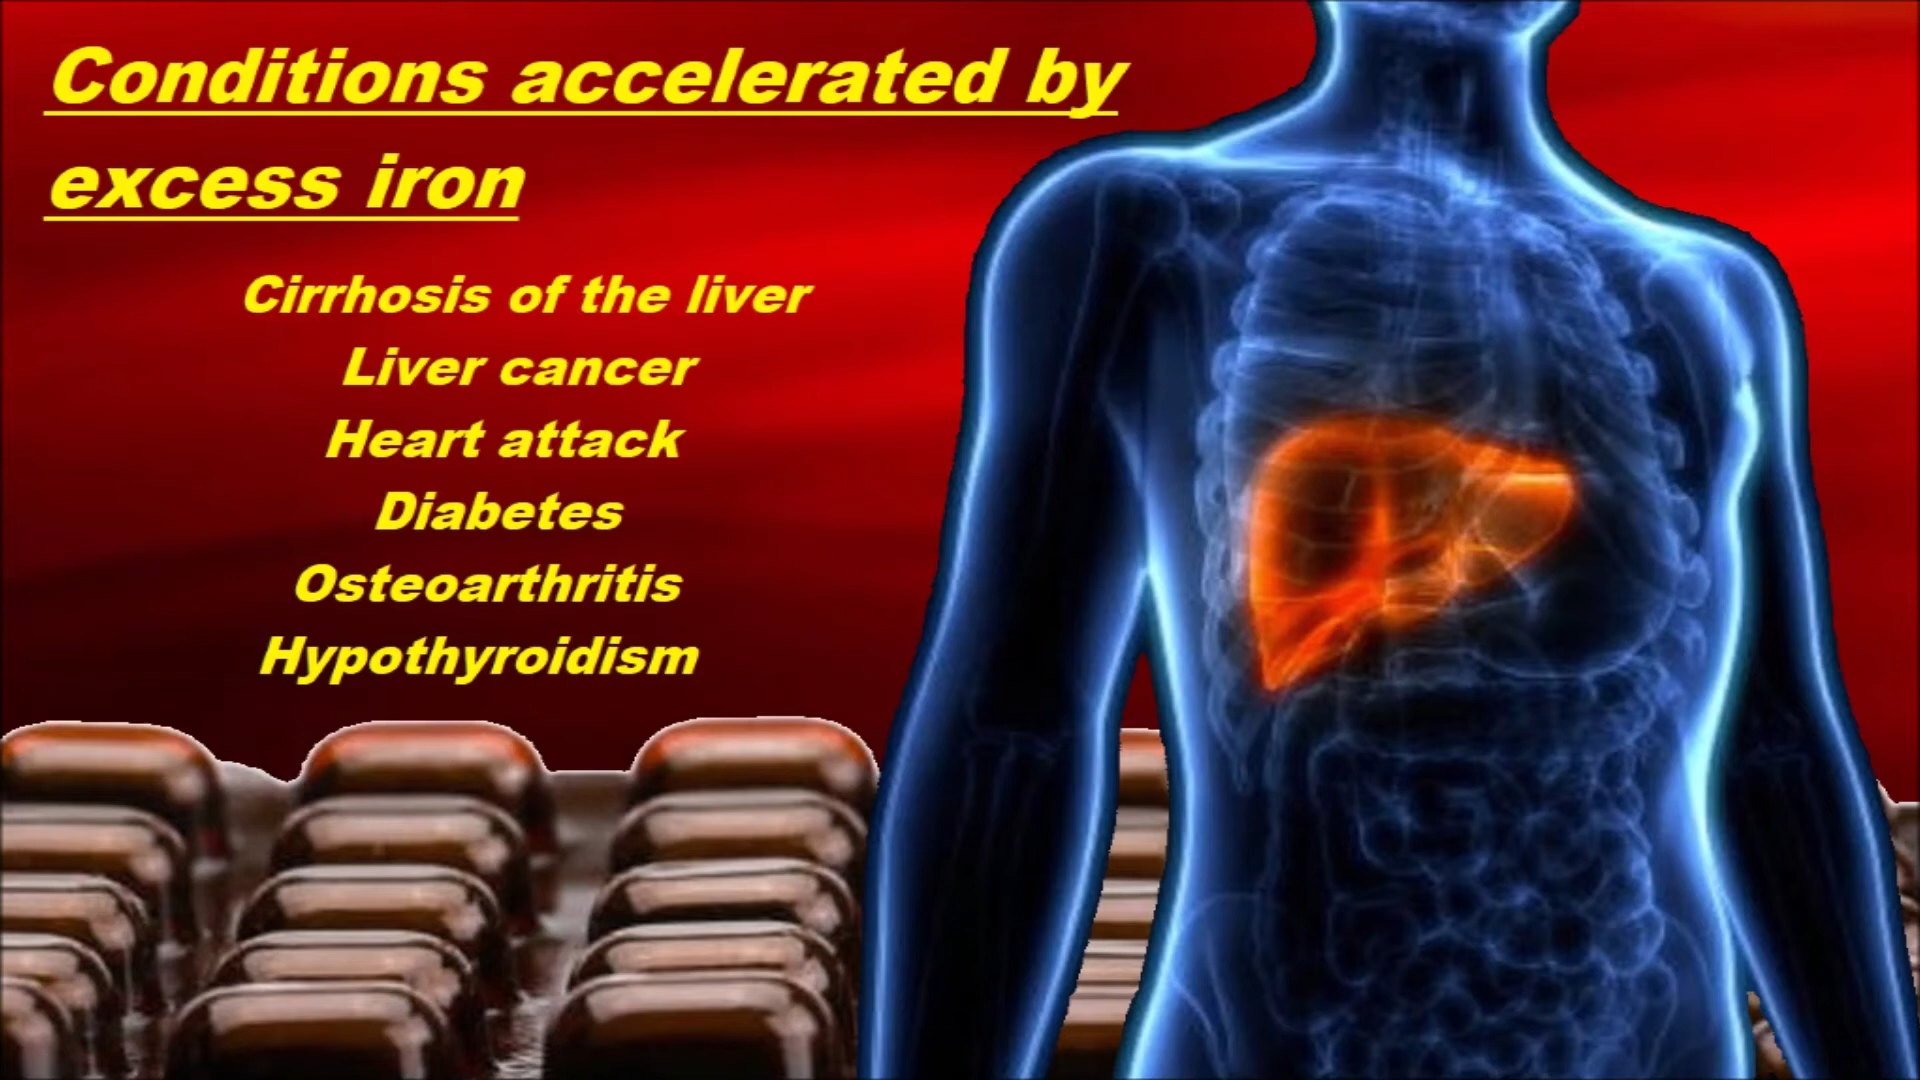 Conditions accelerated by
excess iron
Cirrhosis of the liver
Liver cancer
Heart attack
Diabetes
Osteoarthritis
Hypothyroidism